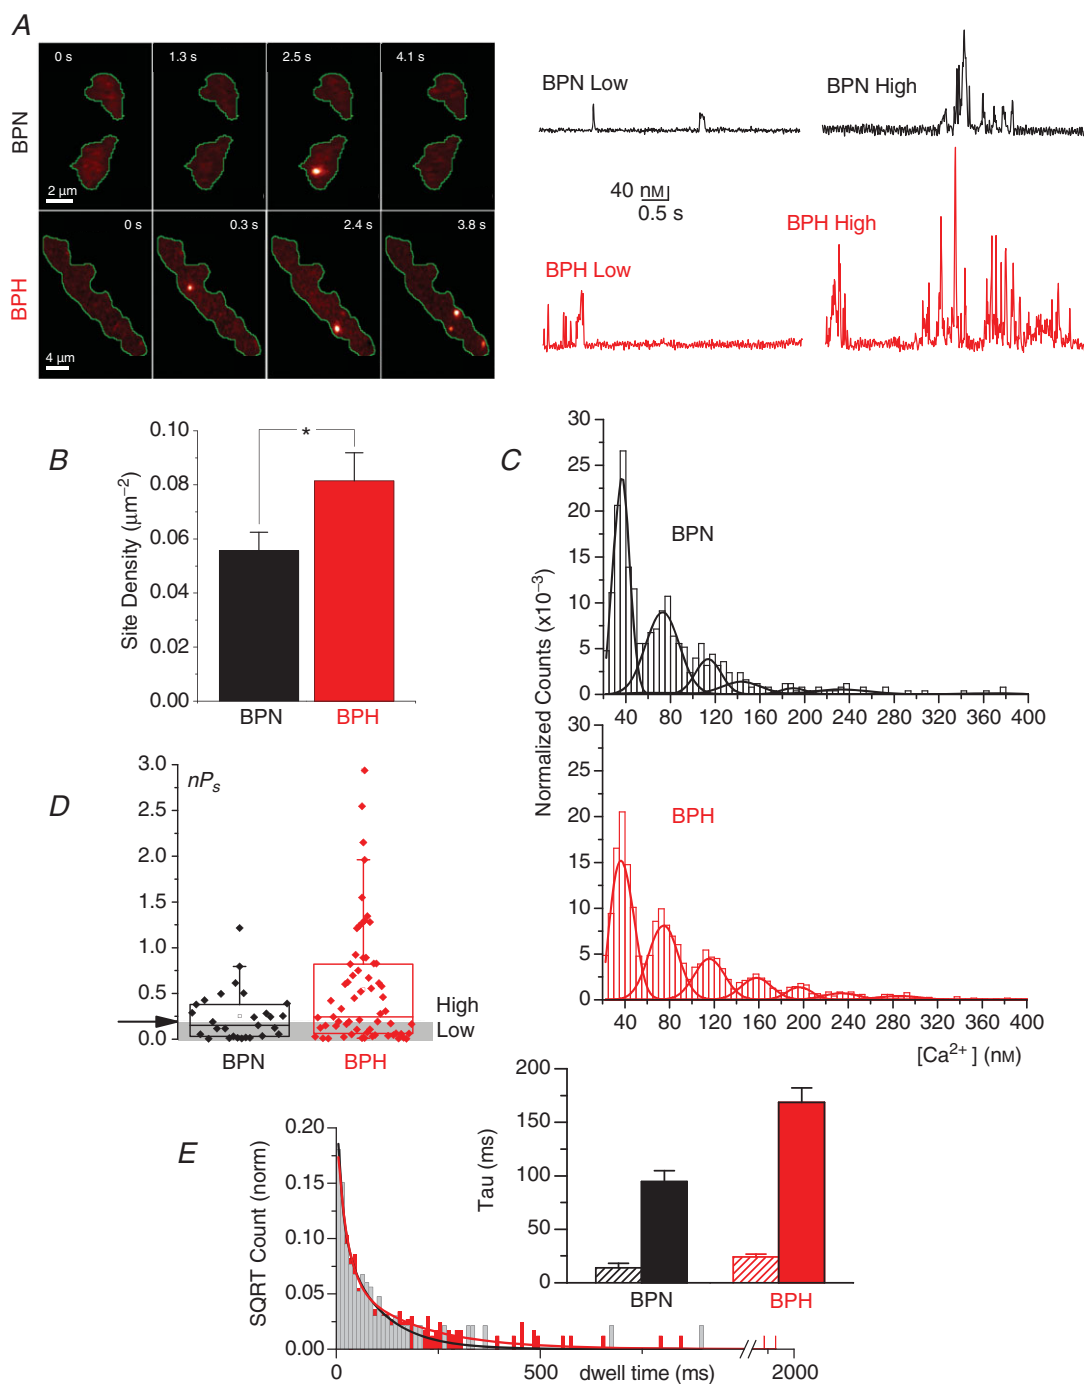 A
BPN
0 s
1.3 s
2.5 s
4.1 s
2 µm
BPH
0 s
0.3 s
2.4 s
3.8 s
4 µm
BPN Low
BPN High
40 nM
0.5 s
BPH High
BPH Low
B
Site Density (µm−2)
0.10
0.08
0.06
0.04
0.02
0.00
*
BPN
BPH
C
Normalized Counts (x10−3)
30
25
20
15
10
5
0
BPN
40 80 120 160 200 240 280 320 360 400
30
25
20
15
10
5
0
BPH
40 80 120 160 200 240 280 320 360 400
[Ca2+] (nM)
D
nPs
3.0
2.5
2.0
1.5
1.0
0.5
0.0
High
Low
BPN
BPH
E
SQRT Count (norm)
0.20
0.15
0.10
0.05
0.00
0
500
dwell time (ms)
2000
Tau (ms)
200
150
100
50
0
BPN
BPH